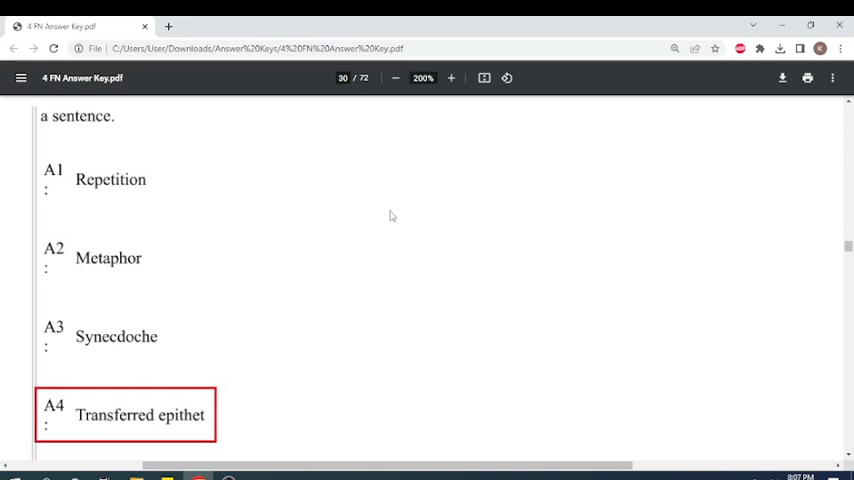 4 FN Answer Key.pdf
File | C:/Users/User/Downloads/Answer%20Keys/4%20FN%20Answer%20Key.pdf
ABP
K
4 FN Answer Key.pdf
30 / 72
200%
a sentence.
A1 : Repetition
A2 : Metaphor
A3 : Synecdoche
A4 : Transferred epithet
8:07 PM